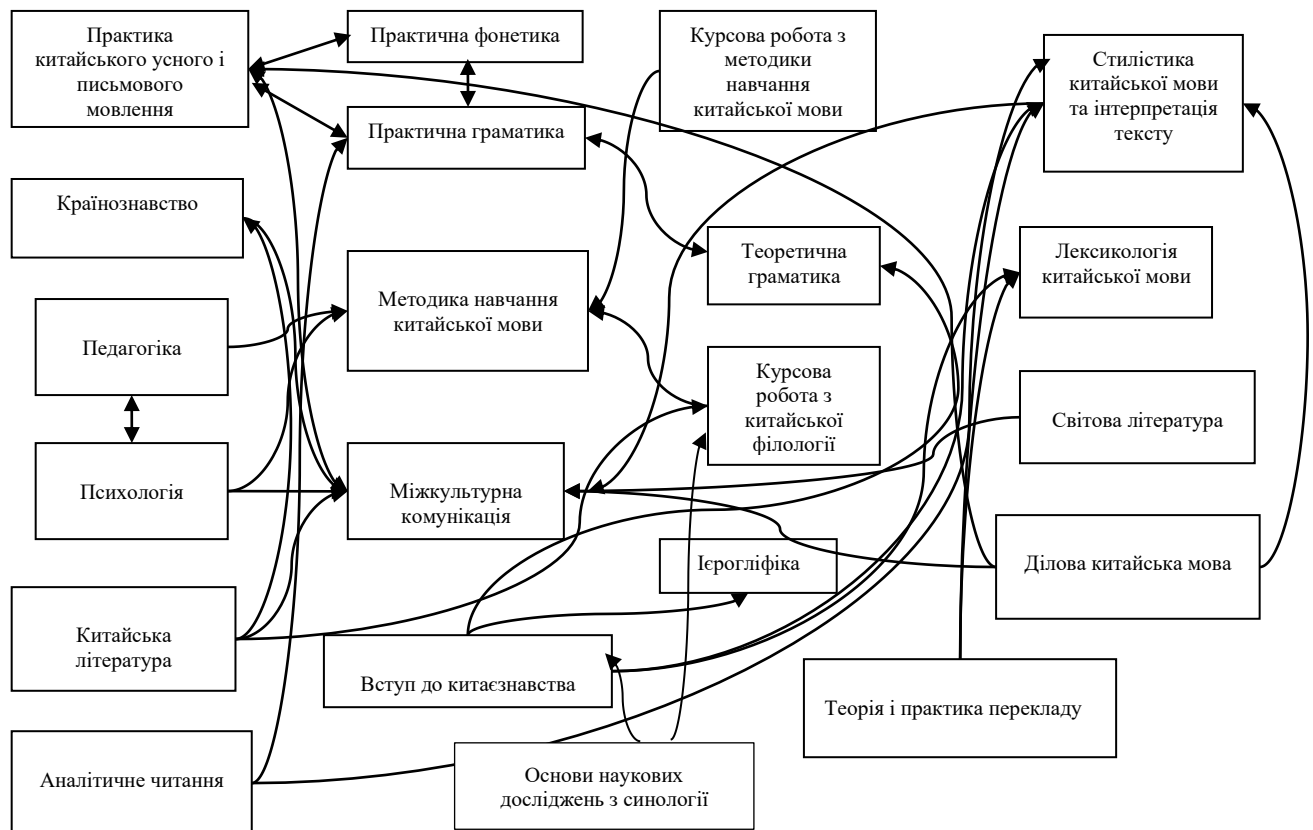 Практика
китайського усного і
письмового
мовлення
Практична фонетика
Практична граматика
Курсова робота з
методики
навчання
китайської мови
Стилістика
китайської мови
та інтерпретація
тексту
Країнознавство
Методика навчання
китайської мови
Теоретична
граматика
Лексикологія
китайської мови
Педагогіка
Курсова
робота з
китайської
філології
Світова література
Психологія
Міжкультурна
комунікація
Ієрогліфіка
Ділова китайська мова
Китайська
література
Вступ до китаєзнавства
Теорія і практика перекладу
Аналітичне читання
Основи наукових
досліджень з синології